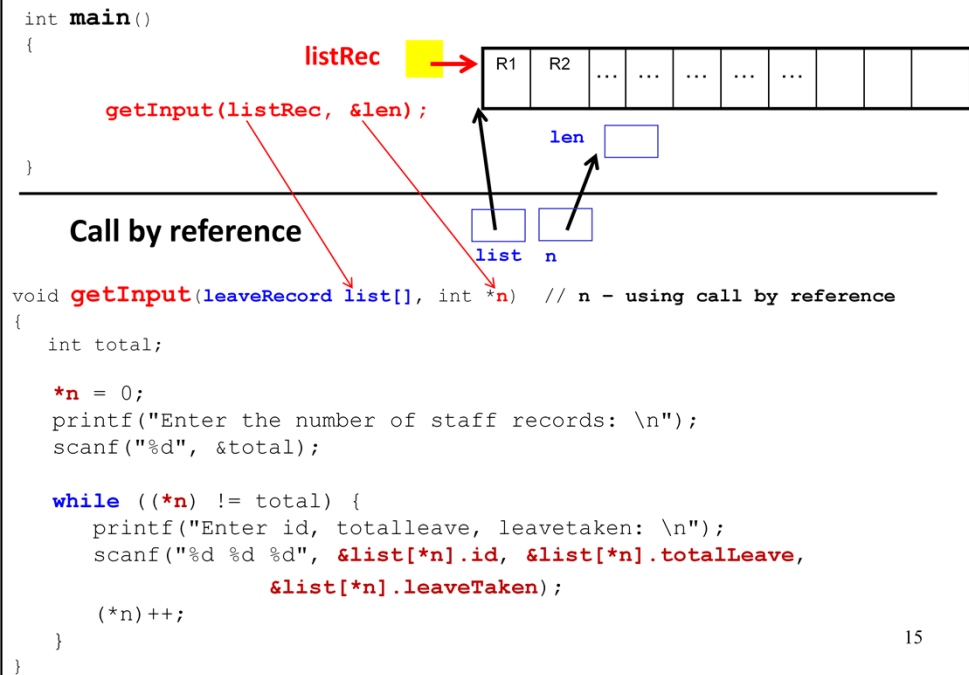 int main()
{
listRec
R1 R2 ... ... ... ... ...
getInput(listRec, &len);
len
}
Call by reference
list n
void getInput(leaveRecord list[], int *n) // n – using call by reference
{
int total;
*n = 0;
printf("Enter the number of staff records: \n");
scanf("%d", &total);
while ((*n) != total) {
printf("Enter id, totalleave, leavetaken: \n");
scanf("%d %d %d", &list[*n].id, &list[*n].totalLeave,
&list[*n].leaveTaken);
(*n)++;
}
15
}